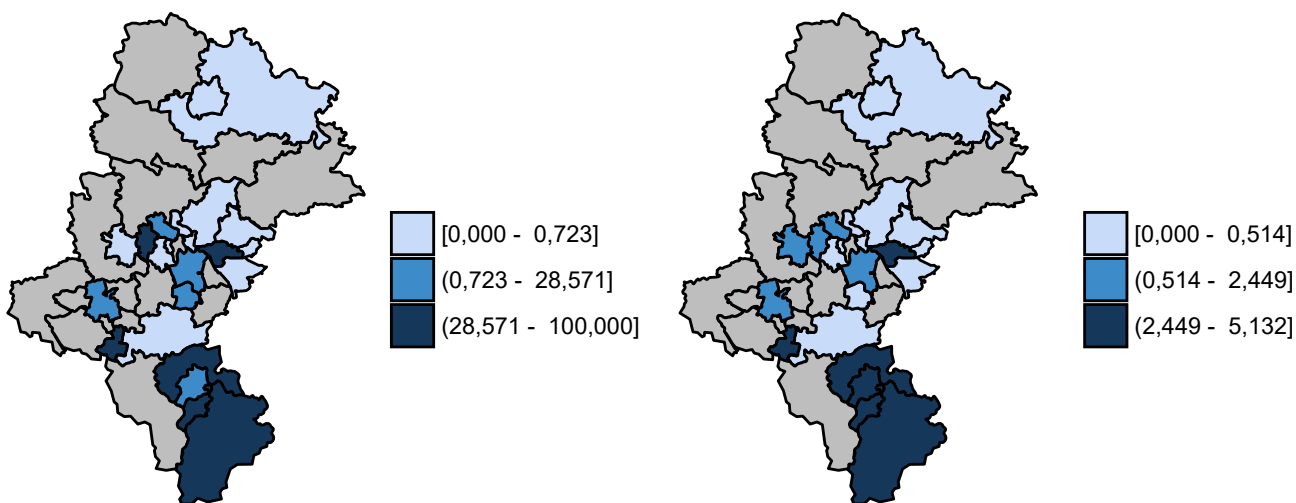 [0,000 - 0,723]
(0,723 - 28,571]
(28,571 - 100,000]
[0,000 - 0,514]
(0,514 - 2,449]
(2,449 - 5,132]